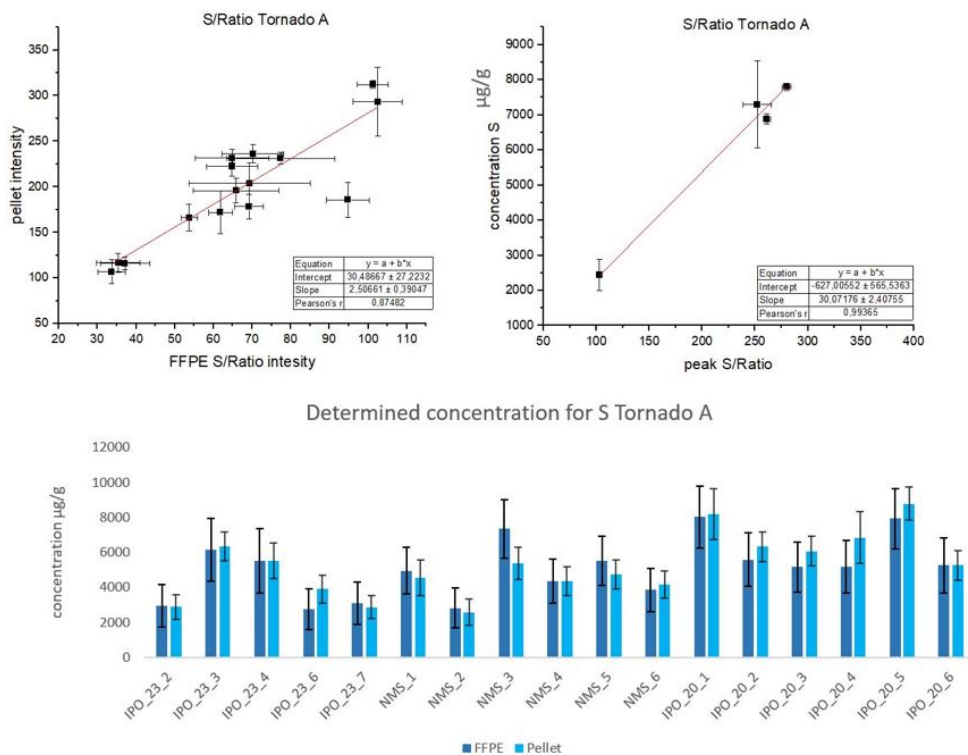 S/Ratio Tornado A
350
300
250
200
150
100
50
pellet intensity
30 40 50 60 70 80 90 100 110
FFPE S/Ratio intesity
Equation y = a + b*x
Intercept 30,48667 ± 27,2232
Slope 2,50661 ± 0,39047
Pearson's r 0,87482
S/Ratio Tornado A
9000
8000
7000
6000
5000
4000
3000
2000
1000
concentration S µg/g
50 100 150 200 250 300 350 400
peak S/Ratio
Equation y = a + b*x
Intercept -627,00552 ± 565,5363
Slope 30,07176 ± 2,40755
Pearson's r 0,99365
Determined concentration for S Tornado A
12000
10000
8000
6000
4000
2000
0
concentration µg/g
IPO_23_2 IPO_23_3 IPO_23_4 IPO_23_6 IPO_23_7 NMS_1 NMS_2 NMS_3 NMS_4 NMS_5 NMS_6 IPO_20_1 IPO_20_2 IPO_20_3 IPO_20_4 IPO_20_5 IPO_20_6
FFPE Pellet